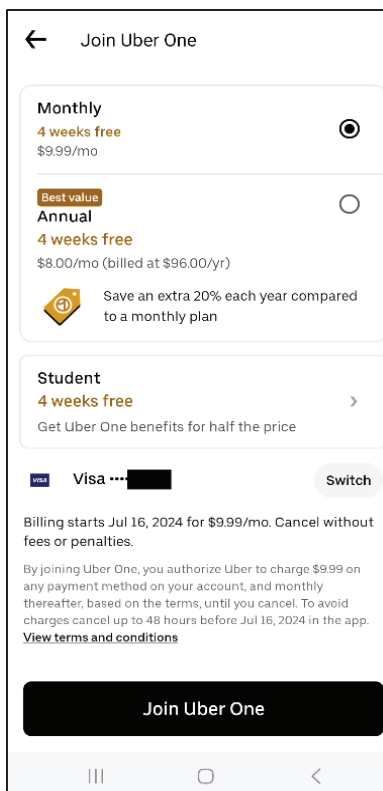 Join Uber One
Monthly
4 weeks free
$9.99/mo
Best value
Annual
4 weeks free
$8.00/mo (billed at $96.00/yr)
Save an extra 20% each year compared
to a monthly plan
Student
4 weeks free
Get Uber One benefits for half the price
VISA Visa ••••
Switch
Billing starts Jul 16, 2024 for $9.99/mo. Cancel without
fees or penalties.
By joining Uber One, you authorize Uber to charge $9.99 on
any payment method on your account, and monthly
thereafter, based on the terms, until you cancel. To avoid
charges cancel up to 48 hours before Jul 16, 2024 in the app.
View terms and conditions
Join Uber One